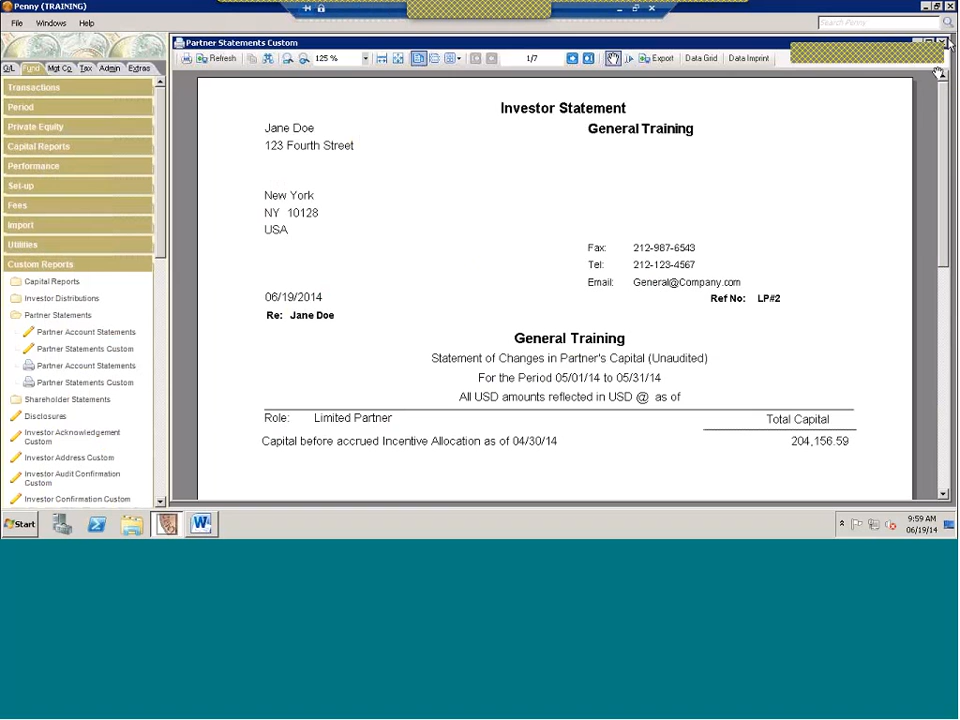 Penny (TRAINING)
File Windows Help
Search Penny
Partner Statements Custom
G/L Fund Mgt Co Tax Admin Extras
Refresh 125 % 1/7 Export Data Grid Data Imprint
Transactions
Period
Private Equity
Capital Reports
Performance
Set-up
Fees
Import
Utilities
Custom Reports
Capital Reports
Investor Distributions
Partner Statements
Partner Account Statements
Partner Statements Custom
Partner Account Statements
Partner Statements Custom
Shareholder Statements
Disclosures
Investor Acknowledgement
Custom
Investor Address Custom
Investor Audit Confirmation
Custom
Investor Confirmation Custom
Investor Statement
Jane Doe
General Training
123 Fourth Street
New York
NY 10128
USA
Fax: 212-987-6543
Tel: 212-123-4567
Email: General@Company.com
06/19/2014
Ref No: LP#2
Re: Jane Doe
General Training
Statement of Changes in Partner's Capital (Unaudited)
For the Period 05/01/14 to 05/31/14
All USD amounts reflected in USD @ as of
Role: Limited Partner
Total Capital
Capital before accrued Incentive Allocation as of 04/30/14
204,156.59
Start
9:59 AM
06/19/14